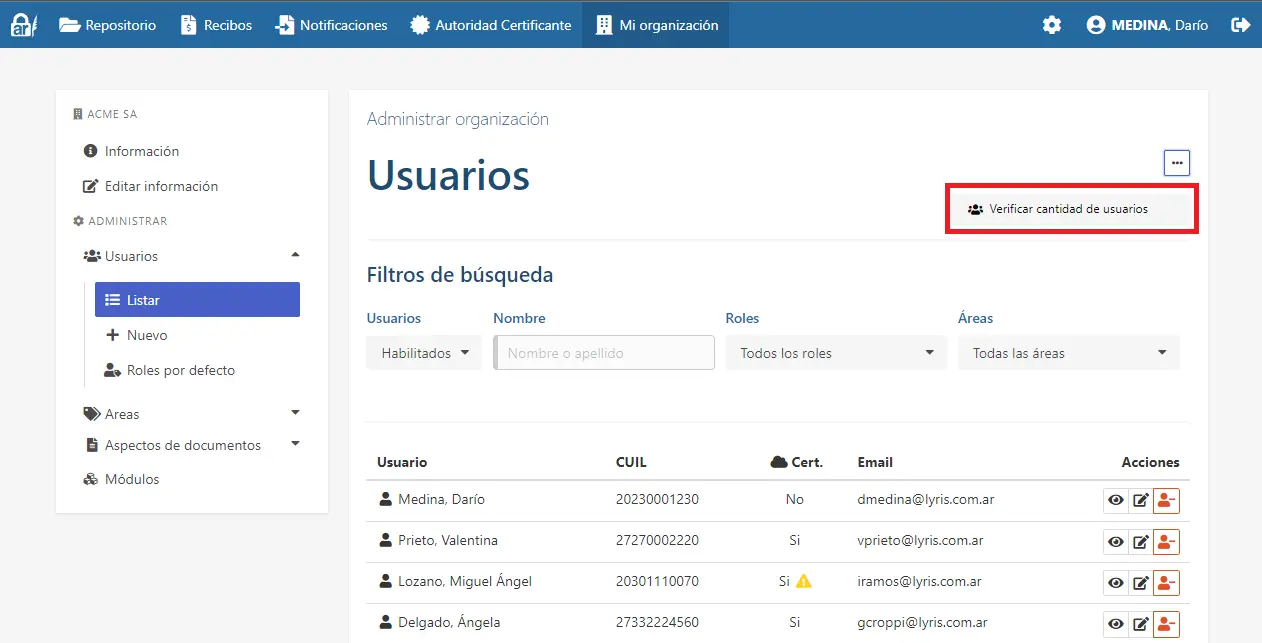 ar Repositorio Recibos Notificaciones Autoridad Certificante Mi organización MEDINA, Darío
ACME SA
Información
Editar información
ADMINISTRAR
Usuarios
Listar
Nuevo
Roles por defecto
Areas
Aspectos de documentos
Módulos
Administrar organización
Usuarios
Verificar cantidad de usuarios
Filtros de búsqueda
Usuarios Nombre Roles Áreas
Habilitados Nombre o apellido Todos los roles Todas las áreas
Usuario CUIL Cert. Email Acciones
Medina, Darío 20230001230 No dmedina@lyris.com.ar
Prieto, Valentina 27270002220 Si vprieto@lyris.com.ar
Lozano, Miguel Ángel 20301110070 Si iramos@lyris.com.ar
Delgado, Ángela 27332224560 Si gcroppi@lyris.com.ar